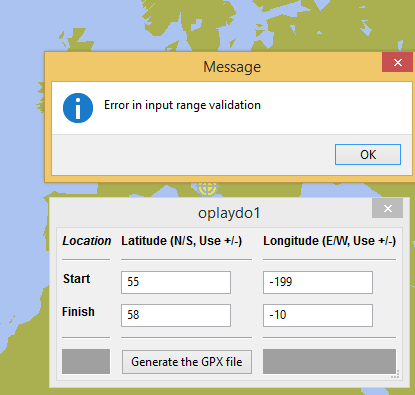 Message
Error in input range validation
OK
oplaydo1
Location Latitude (N/S, Use +/-) Longitude (E/W, Use +/-)
Start 55 -199
Finish 58 -10
Generate the GPX file